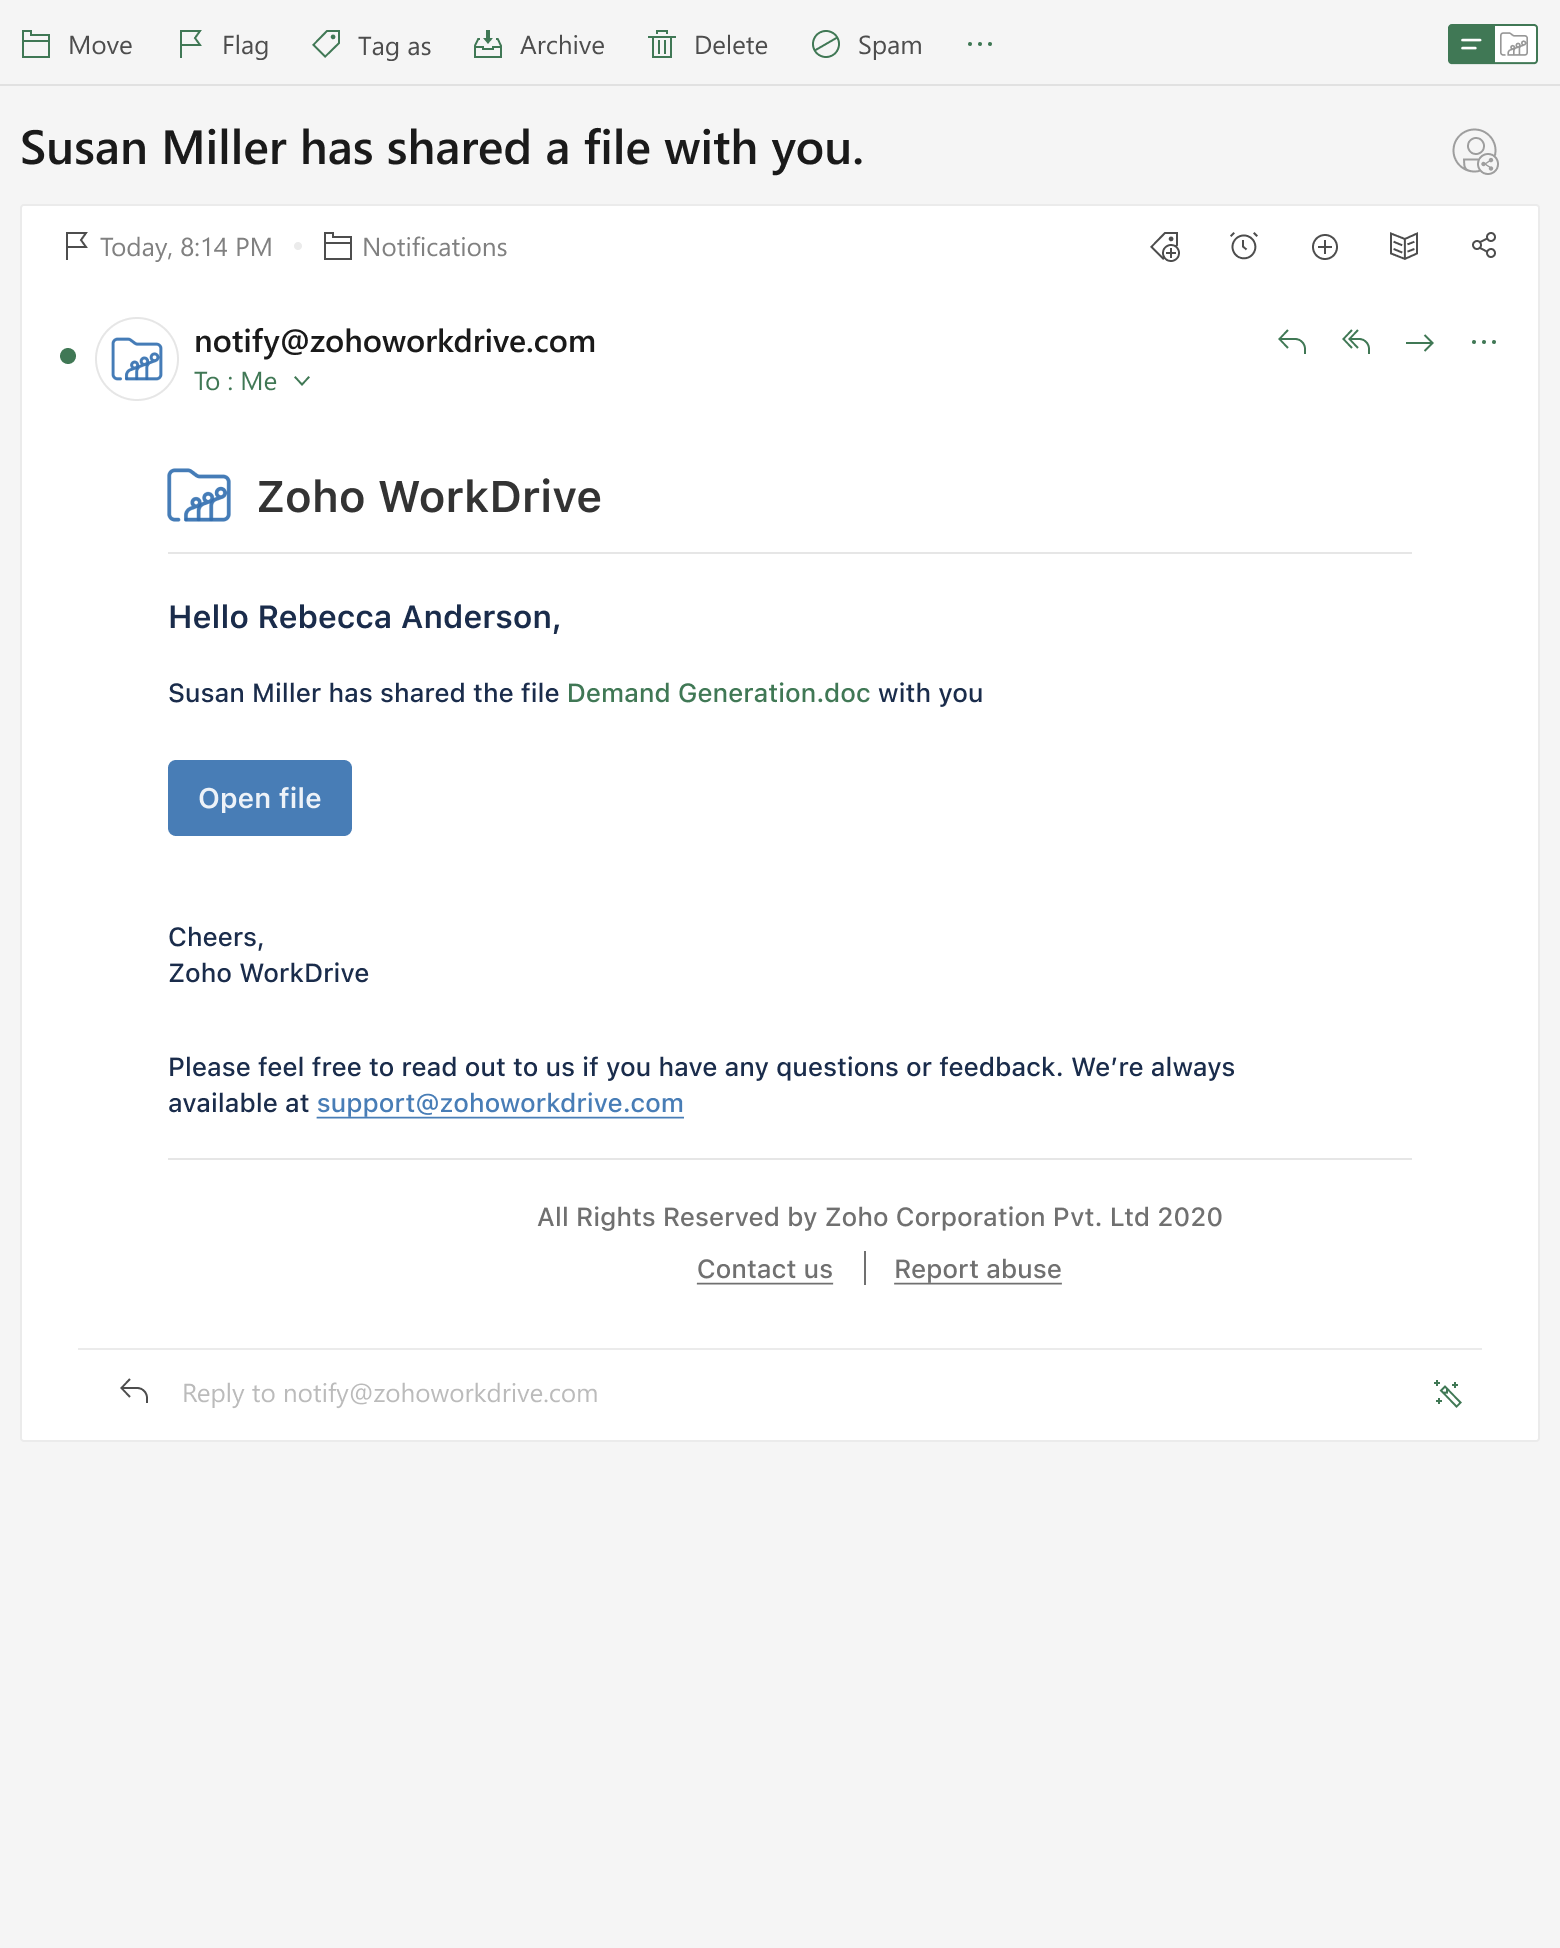 Move Flag Tag as Archive Delete Spam
Susan Miller has shared a file with you.
Today, 8:14 PM Notifications
notify@zohoworkdrive.com
To : Me
Zoho WorkDrive
Hello Rebecca Anderson,
Susan Miller has shared the file Demand Generation.doc with you
Open file
Cheers,
Zoho WorkDrive
Please feel free to read out to us if you have any questions or feedback. We’re always
available at support@zohoworkdrive.com
All Rights Reserved by Zoho Corporation Pvt. Ltd 2020
Contact us | Report abuse
Reply to notify@zohoworkdrive.com